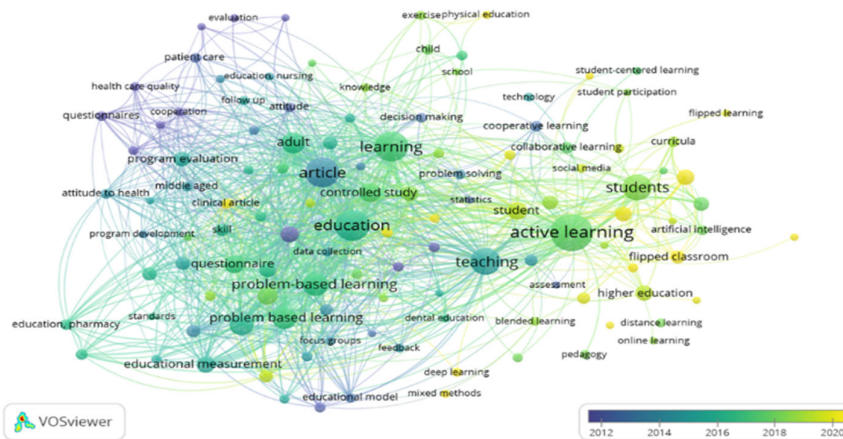 evaluation
exercise
physical education
patient care
child
education, nursing
school
student-centered learning
health care quality
knowledge
student participation
follow up
technology
questionnaires
cooperation
attitude
decision making
flipped learning
cooperative learning
adult
learning
collaborative learning
curricula
program evaluation
article
problem solving
social media
middle aged
controlled study
students
attitude to health
clinical article
statistics
student
skill
education
active learning
artificial intelligence
program development
data collection
questionnaire
teaching
flipped classroom
problem-based learning
assessment
higher education
education, pharmacy
standards
problem based learning
dental education
blended learning
distance learning
focus groups
feedback
online learning
educational measurement
pedagogy
deep learning
educational model
mixed methods
VOSviewer
2012 2014 2016 2018 2020